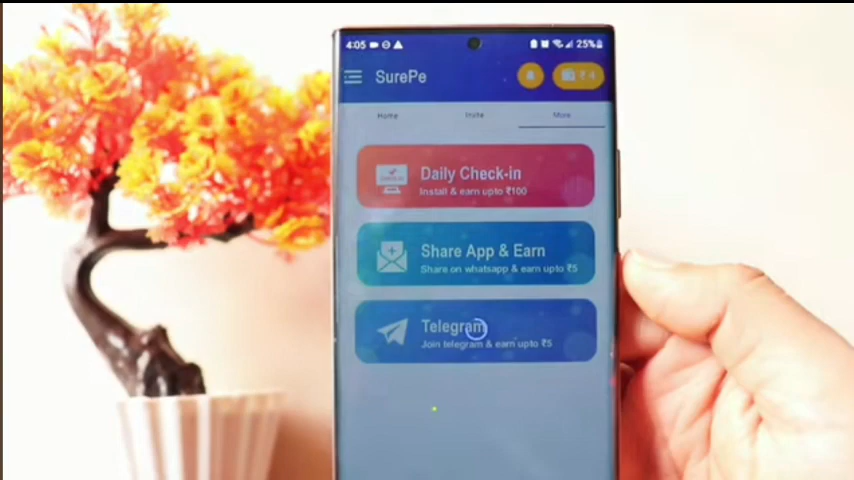 4:05 25%
SurePe ₹ 4
Home Invite More
Daily Check-in
Install & earn upto ₹100
Share App & Earn
Share on whatsapp & earn upto ₹5
Telegram
Join telegram & earn upto ₹5